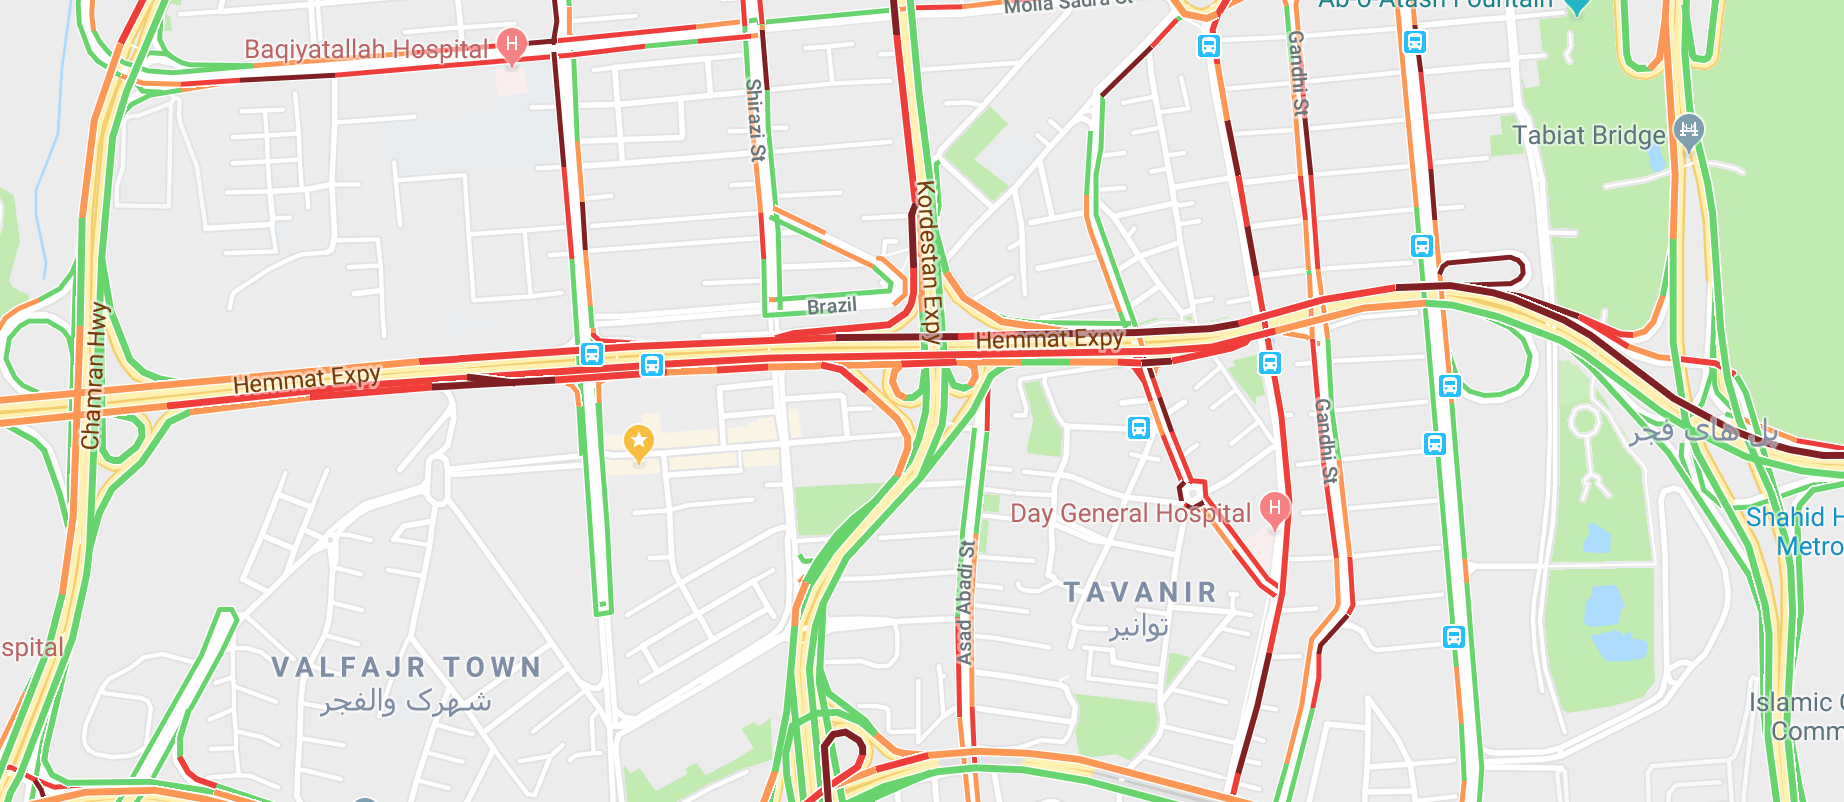 Molla Sadra St
Ab-o-Atash Fountain
Baqiyatallah Hospital
H
Gandhi St
Shirazi St
Tabiat Bridge
Kordestan Expy
Brazil
Chamran Hwy
Hemmat Expy
Hemmat Expy
Gandhi St
پل های فجر
Day General Hospital
H
Shahid H
Metro
Asad Abadi St
TAVANIR
توانیر
spital
VALFAJR TOWN
شهرک والفجر
Islamic
Comm